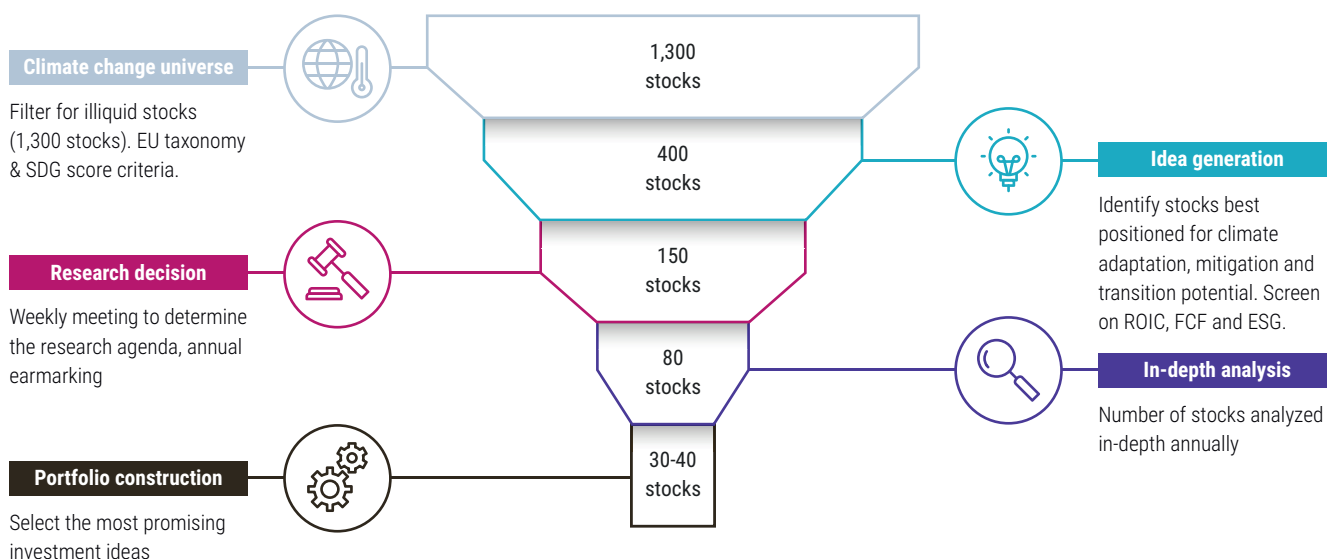 Climate change universe
Filter for illiquid stocks
(1,300 stocks). EU taxonomy
& SDG score criteria.
1,300
stocks
400
stocks
Idea generation
Identify stocks best
positioned for climate
adaptation, mitigation and
transition potential. Screen
on ROIC, FCF and ESG.
Research decision
Weekly meeting to determine
the research agenda, annual
earmarking
150
stocks
80
stocks
In-depth analysis
Number of stocks analyzed
in-depth annually
Portfolio construction
Select the most promising
investment ideas
30-40
stocks